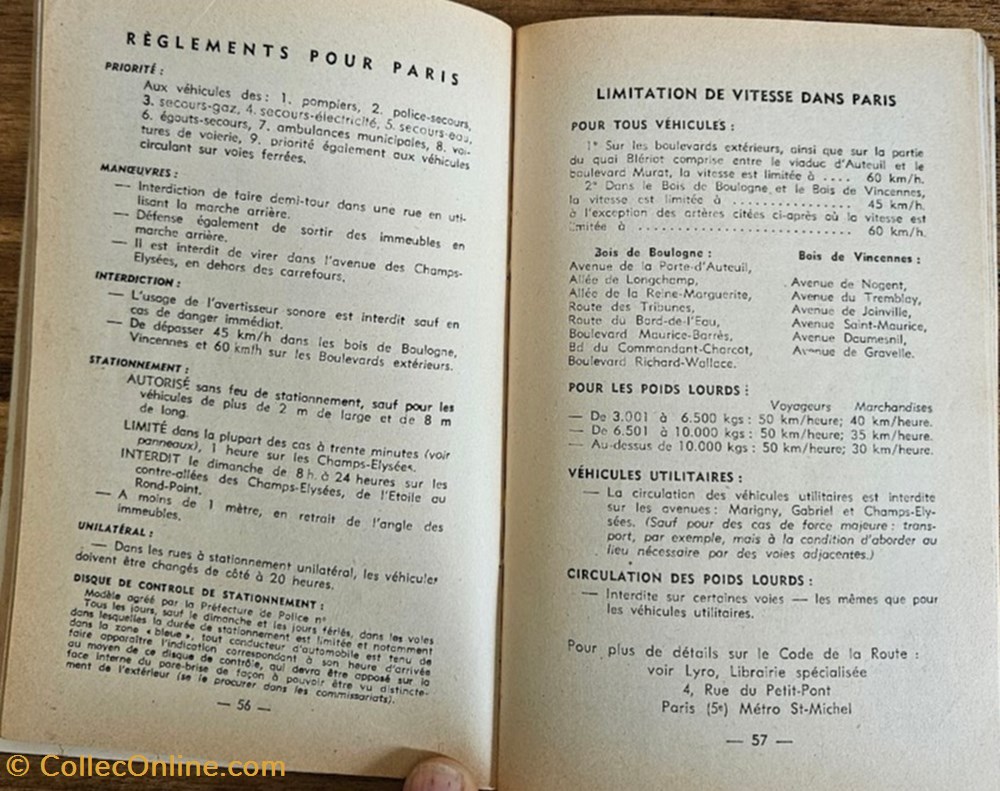 RÈGLEMENTS POUR PARIS
PRIORITÉ :
Aux véhicules des : 1. pompiers, 2. police-secours,
3. secours-gaz, 4. secours-électricité, 5. secours-eau,
6. égouts-secours, 7. ambulances municipales, 8. voi-
tures de voierie, 9. priorité également aux véhicules
circulant sur voies ferrées.
MANŒUVRES :
— Interdiction de faire demi-tour dans une rue en uti-
lisant la marche arrière.
— Défense également de sortir des immeubles en
marche arrière.
— Il est interdit de virer dans l'avenue des Champs-
Elysées, en dehors des carrefours.
INTERDICTION :
— L'usage de l'avertisseur sonore est interdit sauf en
cas de danger immédiat.
— De dépasser 45 km/h dans les bois de Boulogne,
Vincennes et 60 km/h sur les Boulevards extérieurs.
STATIONNEMENT :
AUTORISÉ sans feu de stationnement, sauf pour les
véhicules de plus de 2 m de large et de 8 m
de long.
LIMITÉ dans la plupart des cas à trente minutes (voir
panneaux), 1 heure sur les Champs-Elysées.
INTERDIT le dimanche de 8 h. à 24 heures sur les
contre-allées des Champs-Elysées, de l'Etoile au
Rond-Point.
— A moins de 1 mètre, en retrait de l'angle des
immeubles.
UNILATÉRAL :
— Dans les rues à stationnement unilatéral, les véhicules
doivent être changés de côté à 20 heures.
DISQUE DE CONTROLE DE STATIONNEMENT :
Modèle agréé par la Préfecture de Police n°
Tous les jours, sauf le dimanche et les jours fériés, dans les voies
dans lesquelles la durée de stationnement est limitée et notamment
dans la zone « bleue », tout conducteur d'automobile est tenu de
faire apparaître l'indication correspondant à son heure d'arrivée
au moyen de ce disque de contrôle, qui devra être apposé sur la
face interne du pare-brise de façon à pouvoir être vu distincte-
ment de l'extérieur (se le procurer dans les commissariats).
— 56 —
LIMITATION DE VITESSE DANS PARIS
POUR TOUS VÉHICULES :
1° Sur les boulevards extérieurs, ainsi que sur la partie
du quai Blériot comprise entre le viaduc d'Auteuil et le
boulevard Murat, la vitesse est limitée à .... 60 km/h.
2° Dans le Bois de Boulogne et le Bois de Vincennes,
la vitesse est limitée à ................ 45 km/h.
à l'exception des artères citées ci-après où la vitesse est
limitée à ............................ 60 km/h.
Bois de Boulogne : Bois de Vincennes :
Avenue de la Porte-d'Auteuil,
Allée de Longchamp, Avenue de Nogent,
Allée de la Reine-Marguerite, Avenue du Tremblay,
Route des Tribunes, Avenue de Joinville,
Route du Bord-de-l'Eau, Avenue Saint-Maurice,
Boulevard Maurice-Barrès, Avenue Daumesnil,
Bd du Commandant-Charcot, Avenue de Gravelle.
Boulevard Richard-Wallace.
POUR LES POIDS LOURDS :
Voyageurs Marchandises
— De 3.001 à 6.500 kgs : 50 km/heure; 40 km/heure.
— De 6.501 à 10.000 kgs : 50 km/heure; 35 km/heure.
— Au-dessus de 10.000 kgs : 50 km/heure; 30 km/heure.
VÉHICULES UTILITAIRES :
— La circulation des véhicules utilitaires est interdite
sur les avenues : Marigny, Gabriel et Champs-Ely-
sées. (Sauf pour des cas de force majeure : trans-
port, par exemple, mais à la condition d'aborder au
lieu nécessaire par des voies adjacentes.)
CIRCULATION DES POIDS LOURDS :
— Interdite sur certaines voies — les mêmes que pour
les véhicules utilitaires.
Pour plus de détails sur le Code de la Route :
voir Lyro, Librairie spécialisée
4, Rue du Petit-Pont
Paris (5e) Métro St-Michel
— 57 —
© CollecOnline.com